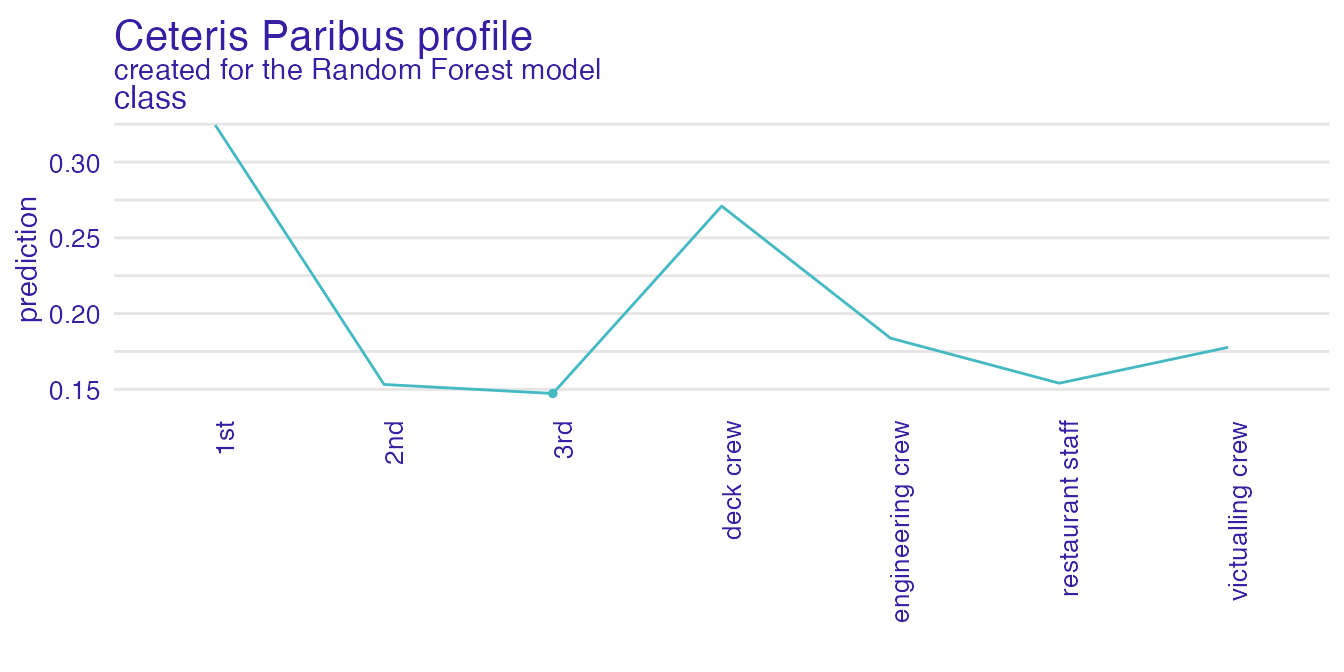 Ceteris Paribus profile
created for the Random Forest model
class
prediction
0.30
0.25
0.20
0.15
1st
2nd
3rd
deck crew
engineering crew
restaurant staff
victualling crew